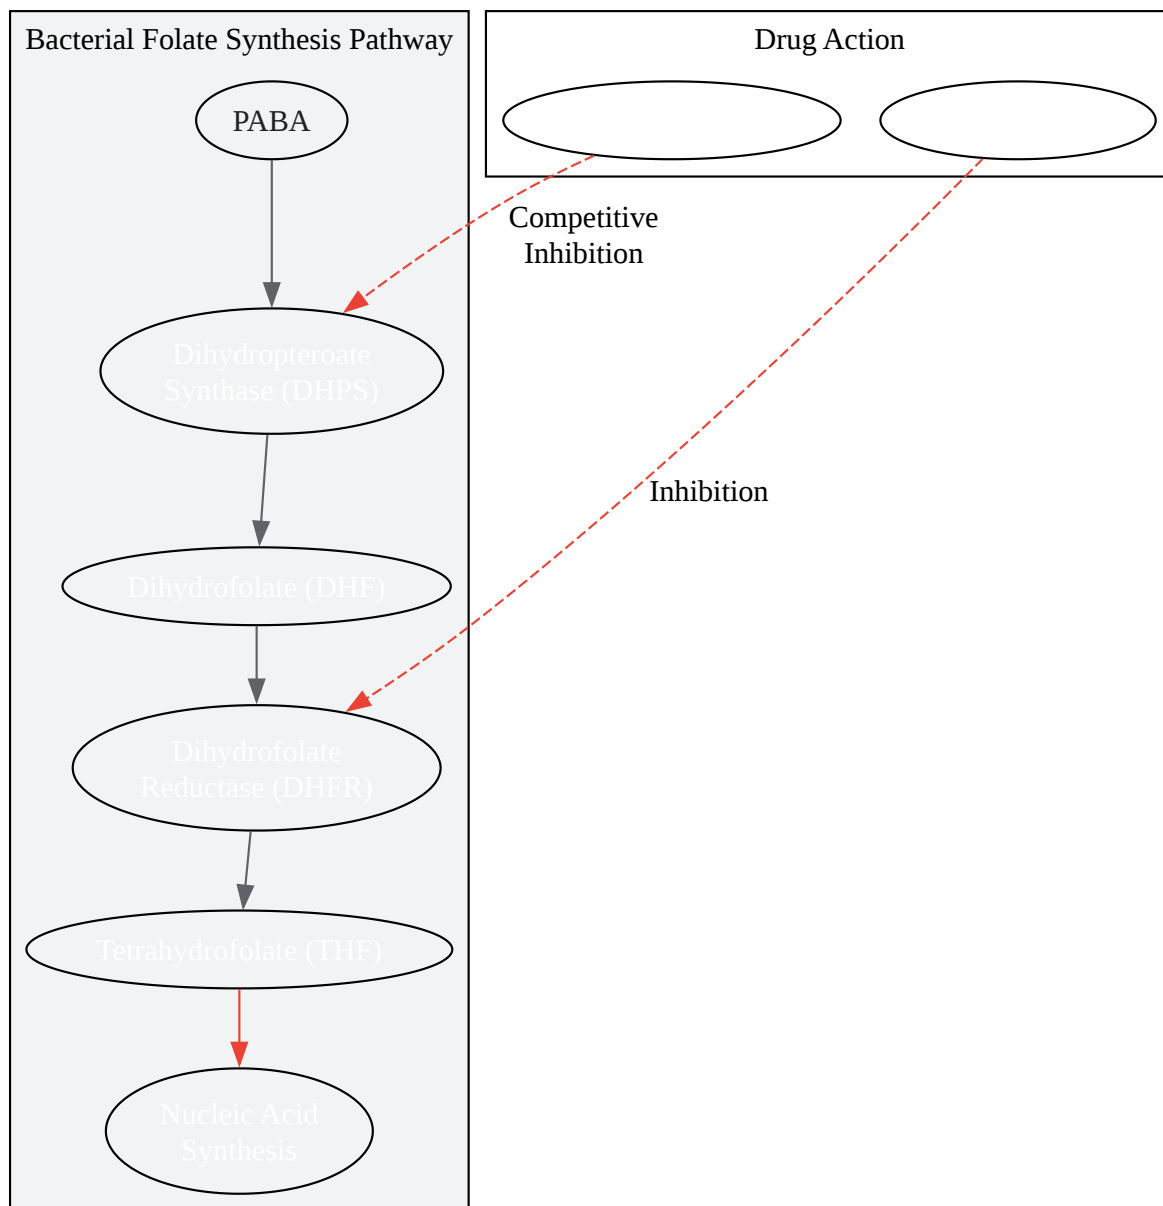 Bacterial Folate Synthesis Pathway
Drug Action
PABA
Competitive
Inhibition
Dihydropteroate
Synthase (DHPS)
Inhibition
Dihydrofolate (DHF)
Dihydrofolate
Reductase (DHFR)
Tetrahydrofolate (THF)
Nucleic Acid
Synthesis